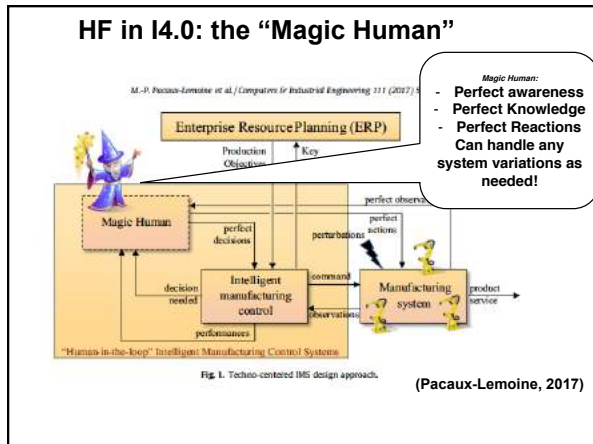 HF in I4.0: the “Magic Human”
M.-P. Pacaux-Lemoine et al./Computers & Industrial Engineering 111 (2017) 5
Magic Human:
- Perfect awareness
- Perfect Knowledge
- Perfect Reactions
Can handle any
system variations as
needed!
Enterprise Resource Planning (ERP)
Production
Objectives
Key
Magic Human
perfect
decisions
perfect observa
perfect
actions
perturbations
decision
needed
Intelligent
manufacturing
control
command
observations
Manufacturing
system
product
service
performances
“Human-in-the-loop” Intelligent Manufacturing Control Systems
Fig. 1. Techno-centered IMS design approach.
(Pacaux-Lemoine, 2017)